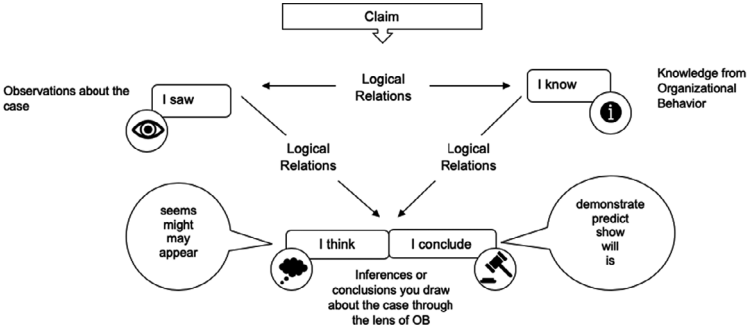 Claim
Observations about the
case
I saw
Logical
Relations
I know
Knowledge from
Organizational
Behavior
Logical
Relations
Logical
Relations
seems
might
may
appear
I think
I conclude
demonstrate
predict
show
will
is
Inferences or
conclusions you draw
about the case through
the lens of OB